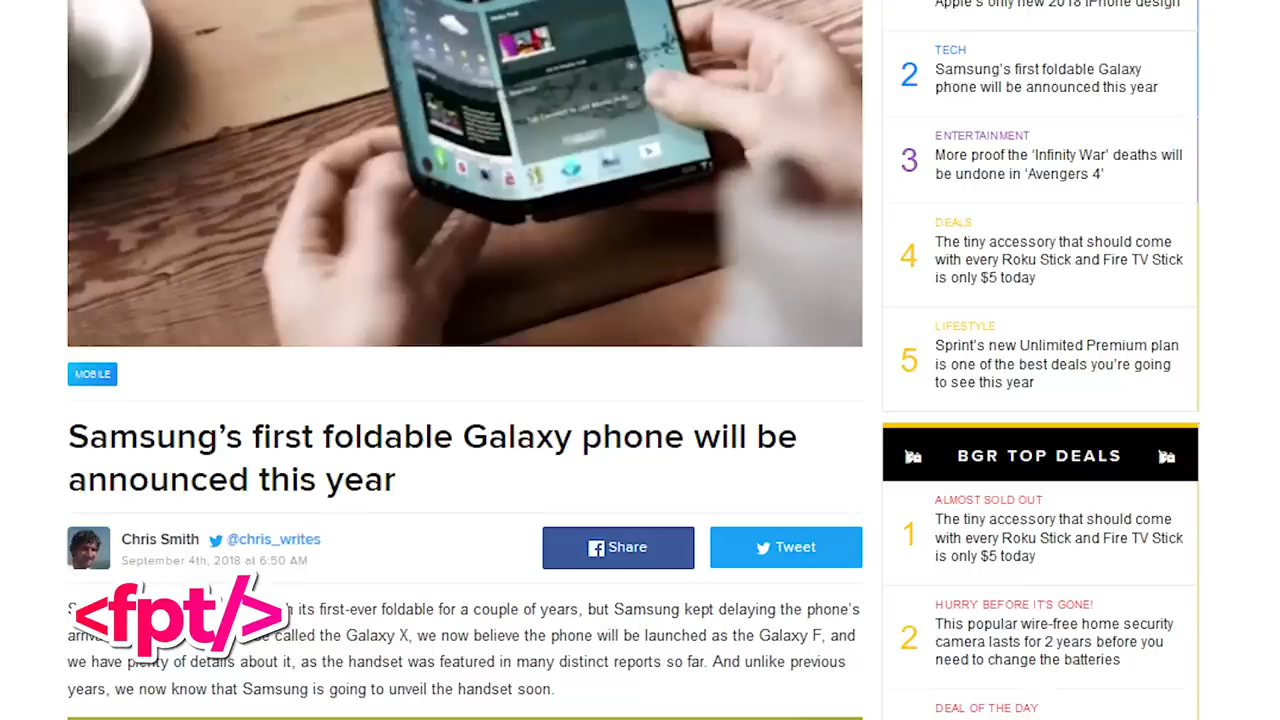 MOBILE
Samsung's first foldable Galaxy phone will be
announced this year
Chris Smith @chris_writes
September 4th, 2018 at 6:50 AM
Share
Tweet
its first-ever foldable for a couple of years, but Samsung kept delaying the phone's
called the Galaxy X, we now believe the phone will be launched as the Galaxy F, and
we have plenty of details about it, as the handset was featured in many distinct reports so far. And unlike previous
years, we now know that Samsung is going to unveil the handset soon.
<fpt/>
Apple's only new 2018 iPhone design
TECH
2
Samsung's first foldable Galaxy
phone will be announced this year
ENTERTAINMENT
3
More proof the 'Infinity War' deaths will
be undone in 'Avengers 4'
DEALS
4
The tiny accessory that should come
with every Roku Stick and Fire TV Stick
is only $5 today
LIFESTYLE
5
Sprint's new Unlimited Premium plan
is one of the best deals you're going
to see this year
BGR TOP DEALS
ALMOST SOLD OUT
1
The tiny accessory that should come
with every Roku Stick and Fire TV Stick
is only $5 today
HURRY BEFORE IT'S GONE!
2
This popular wire-free home security
camera lasts for 2 years before you
need to change the batteries
DEAL OF THE DAY